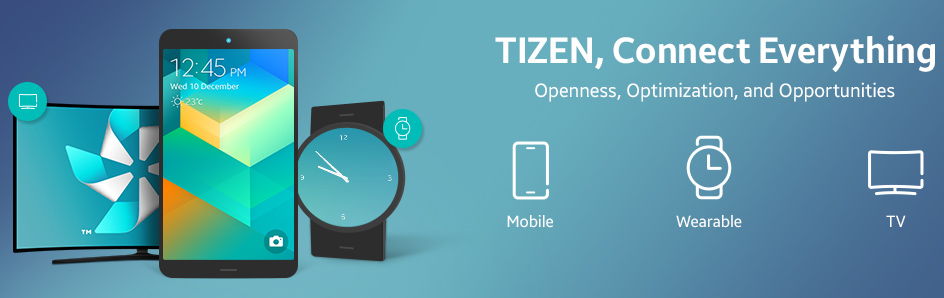 TIZEN, Connect Everything
Openness, Optimization, and Opportunities
12:45 PM
Wed 10 December
23°c
TM
12
3
6
9
Mobile
Wearable
TV